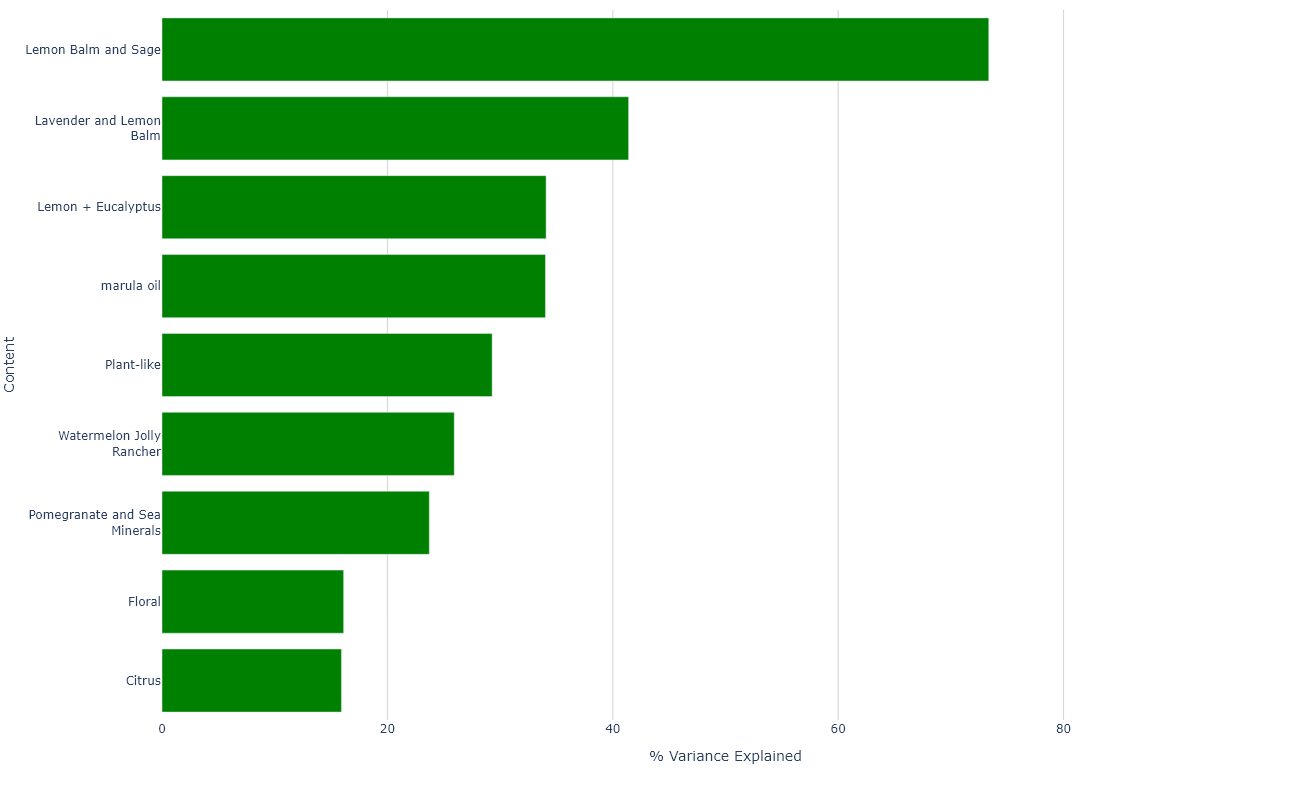 Lemon Balm and Sage
Lavender and Lemon
Balm
Lemon + Eucalyptus
marula oil
Plant-like
Watermelon Jolly
Rancher
Pomegranate and Sea
Minerals
Floral
Citrus
Content
0 20 40 60 80
% Variance Explained